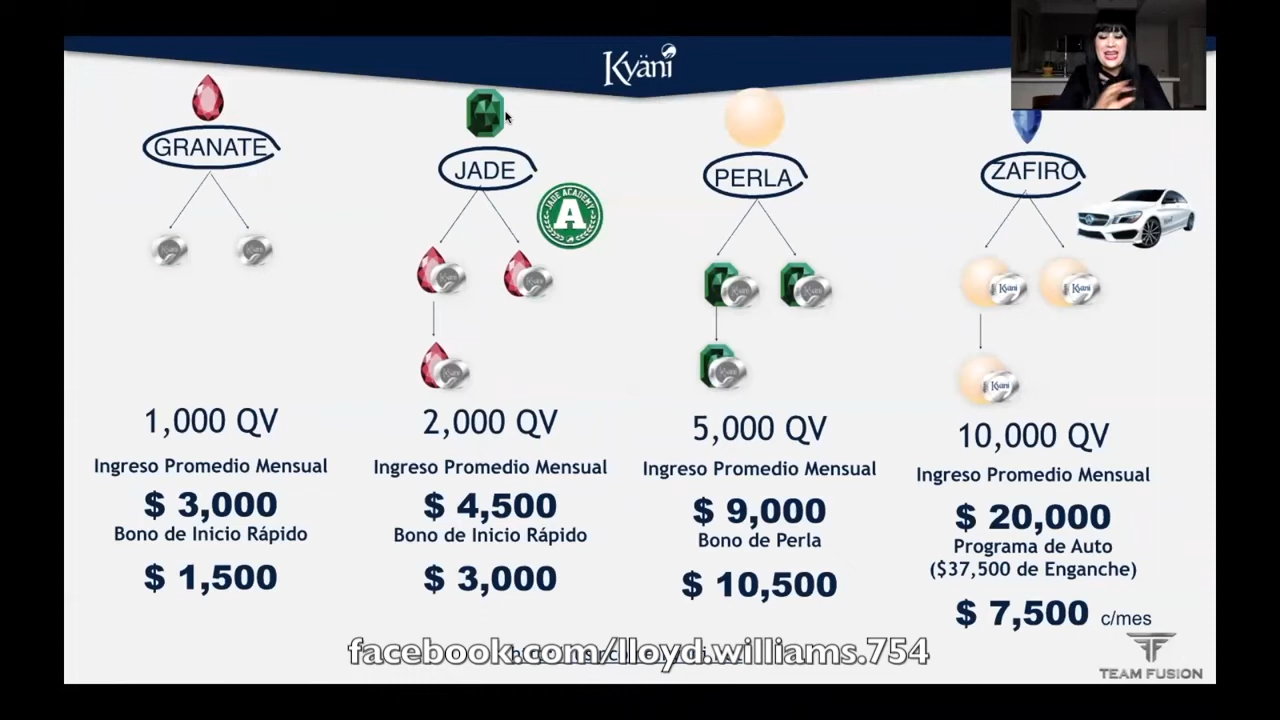 Kyäni
GRANATE
JADE
PERLA
ZAFIRO
JADE ACADEMY
A
Kyäni
Kyäni
Kyäni
1,000 QV
Ingreso Promedio Mensual
$ 3,000
Bono de Inicio Rápido
$ 1,500
2,000 QV
Ingreso Promedio Mensual
$ 4,500
Bono de Inicio Rápido
$ 3,000
5,000 QV
Ingreso Promedio Mensual
$ 9,000
Bono de Perla
$ 10,500
10,000 QV
Ingreso Promedio Mensual
$ 20,000
Programa de Auto
($37,500 de Enganche)
$ 7,500 c/mes
facebook.com/lloyd.williams.754
TEAM FUSION